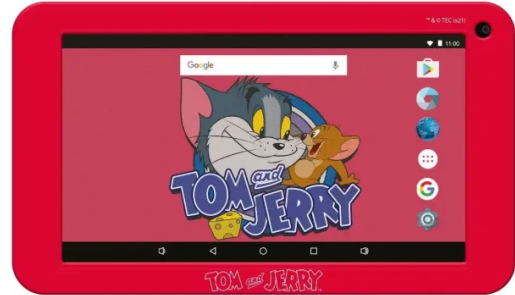 ™& © TEC (s21)
11:00
Google
TOM and JERRY
TOM and JERRY